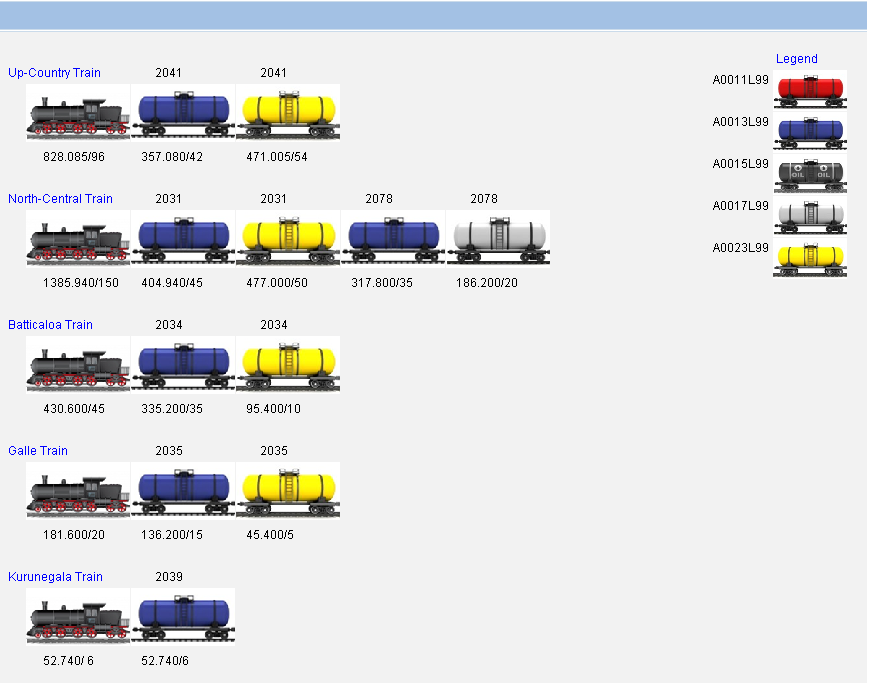 Legend
Up-Country Train 2041 2041
A0011L99
A0013L99
828.085/96 357.080/42 471.005/54
A0015L99
OIL OIL
North-Central Train 2031 2031 2078 2078
A0017L99
A0023L99
1385.940/150 404.940/45 477.000/50 317.800/35 186.200/20
Batticaloa Train 2034 2034
430.600/45 335.200/35 95.400/10
Galle Train 2035 2035
181.600/20 136.200/15 45.400/5
Kurunegala Train 2039
52.740/ 6 52.740/6